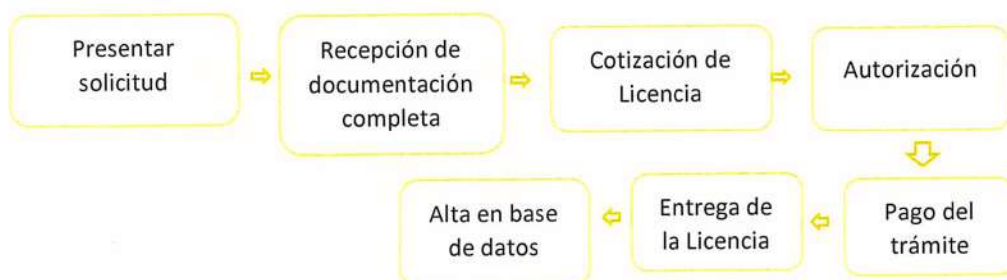 Presentar
solicitud
Recepción de
documentación
completa
Cotización de
Licencia
Autorización
Pago del
trámite
Entrega de
la Licencia
Alta en base
de datos